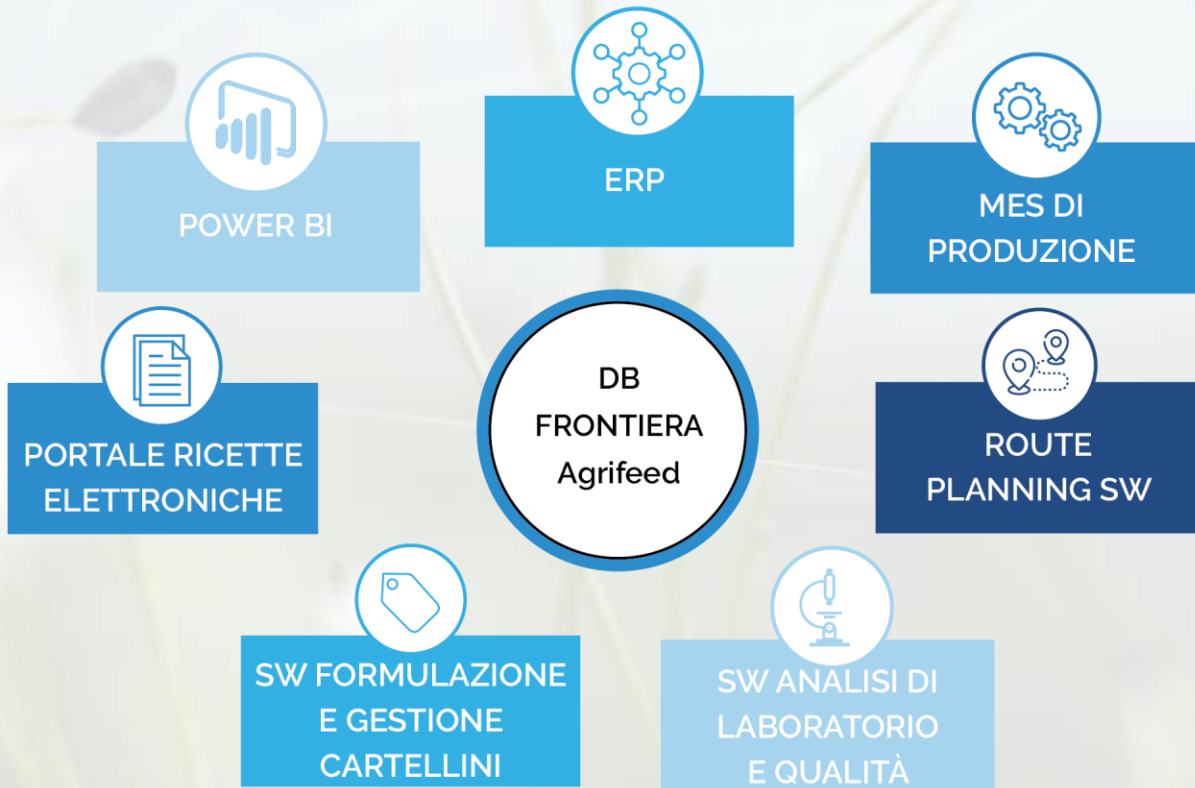 ERP
POWER BI
MES DI
PRODUZIONE
DB
FRONTIERA
Agrifeed
PORTALE RICETTE
ELETTRONICHE
ROUTE
PLANNING SW
SW FORMULAZIONE
E GESTIONE
CARTELLINI
SW ANALISI DI
LABORATORIO
E QUALITÀ